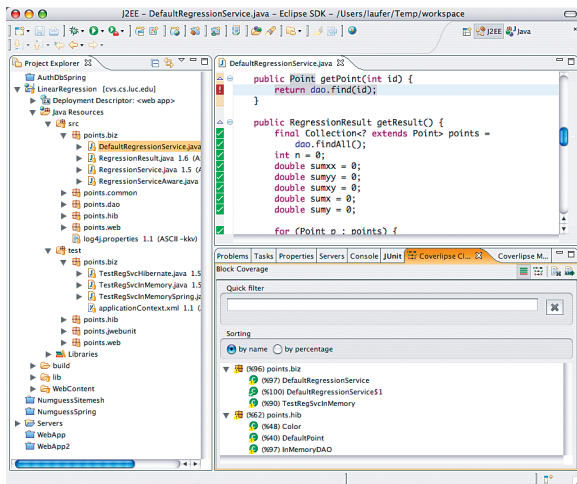 J2EE – DefaultRegressionService.java – Eclipse SDK – /Users/laufer/Temp/workspace
J2EE
Java
Project Explorer
AuthDbSpring
LinearRegression [cvs.cs.luc.edu]
Deployment Descriptor: <web app>
Java Resources
src
points.biz
DefaultRegressionService.java
RegressionResult.java 1.6 (AS
RegressionService.java 1.5 (A
RegressionServiceAware.java
points.common
points.dao
points.hib
points.web
log4j.properties 1.1 (ASCII -kkv)
test
points.biz
TestRegSvcHibernate.java 1.5
TestRegSvcInMemory.java 1.5
TestRegSvcInMemorySpring.ja
applicationContext.xml 1.1 (
points.hib
points.jwebunit
points.web
Libraries
build
lib
WebContent
NumguessSitemesh
NumguessSpring
Servers
WebApp
WebApp2
DefaultRegressionService.java
public Point getPoint(int id) {
return dao.find(id);
}
public RegressionResult getResult() {
final Collection<? extends Point> points =
dao.findAll();
int n = 0;
double sumxx = 0;
double sumyy = 0;
double sumxy = 0;
double sumx = 0;
double sumy = 0;
for (Point p : points) {
Problems Tasks Properties Servers Console JUnit Coverlipse Cl... Coverlipse M...
Block Coverage
Quick filter
Sorting
by name by percentage
(%96) points.biz
(%97) DefaultRegressionService
(%100) DefaultRegressionService$1
(%90) TestRegSvcInMemory
(%62) points.hib
(%48) Color
(%40) DefaultPoint
(%97) InMemoryDAO